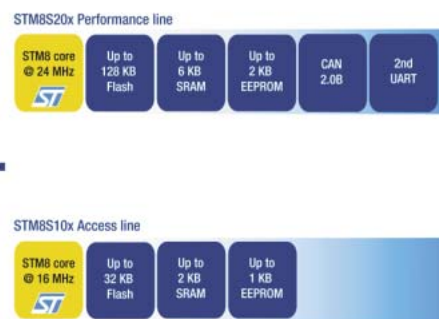 STM8S20x Performance line
STM8 core
@ 24 MHz
ST
Up to
128 KB
Flash
Up to
6 KB
SRAM
Up to
2 KB
EEPROM
CAN
2.0B
2nd
UART
STM8S10x Access line
STM8 core
@ 16 MHz
ST
Up to
32 KB
Flash
Up to
2 KB
SRAM
Up to
1 KB
EEPROM